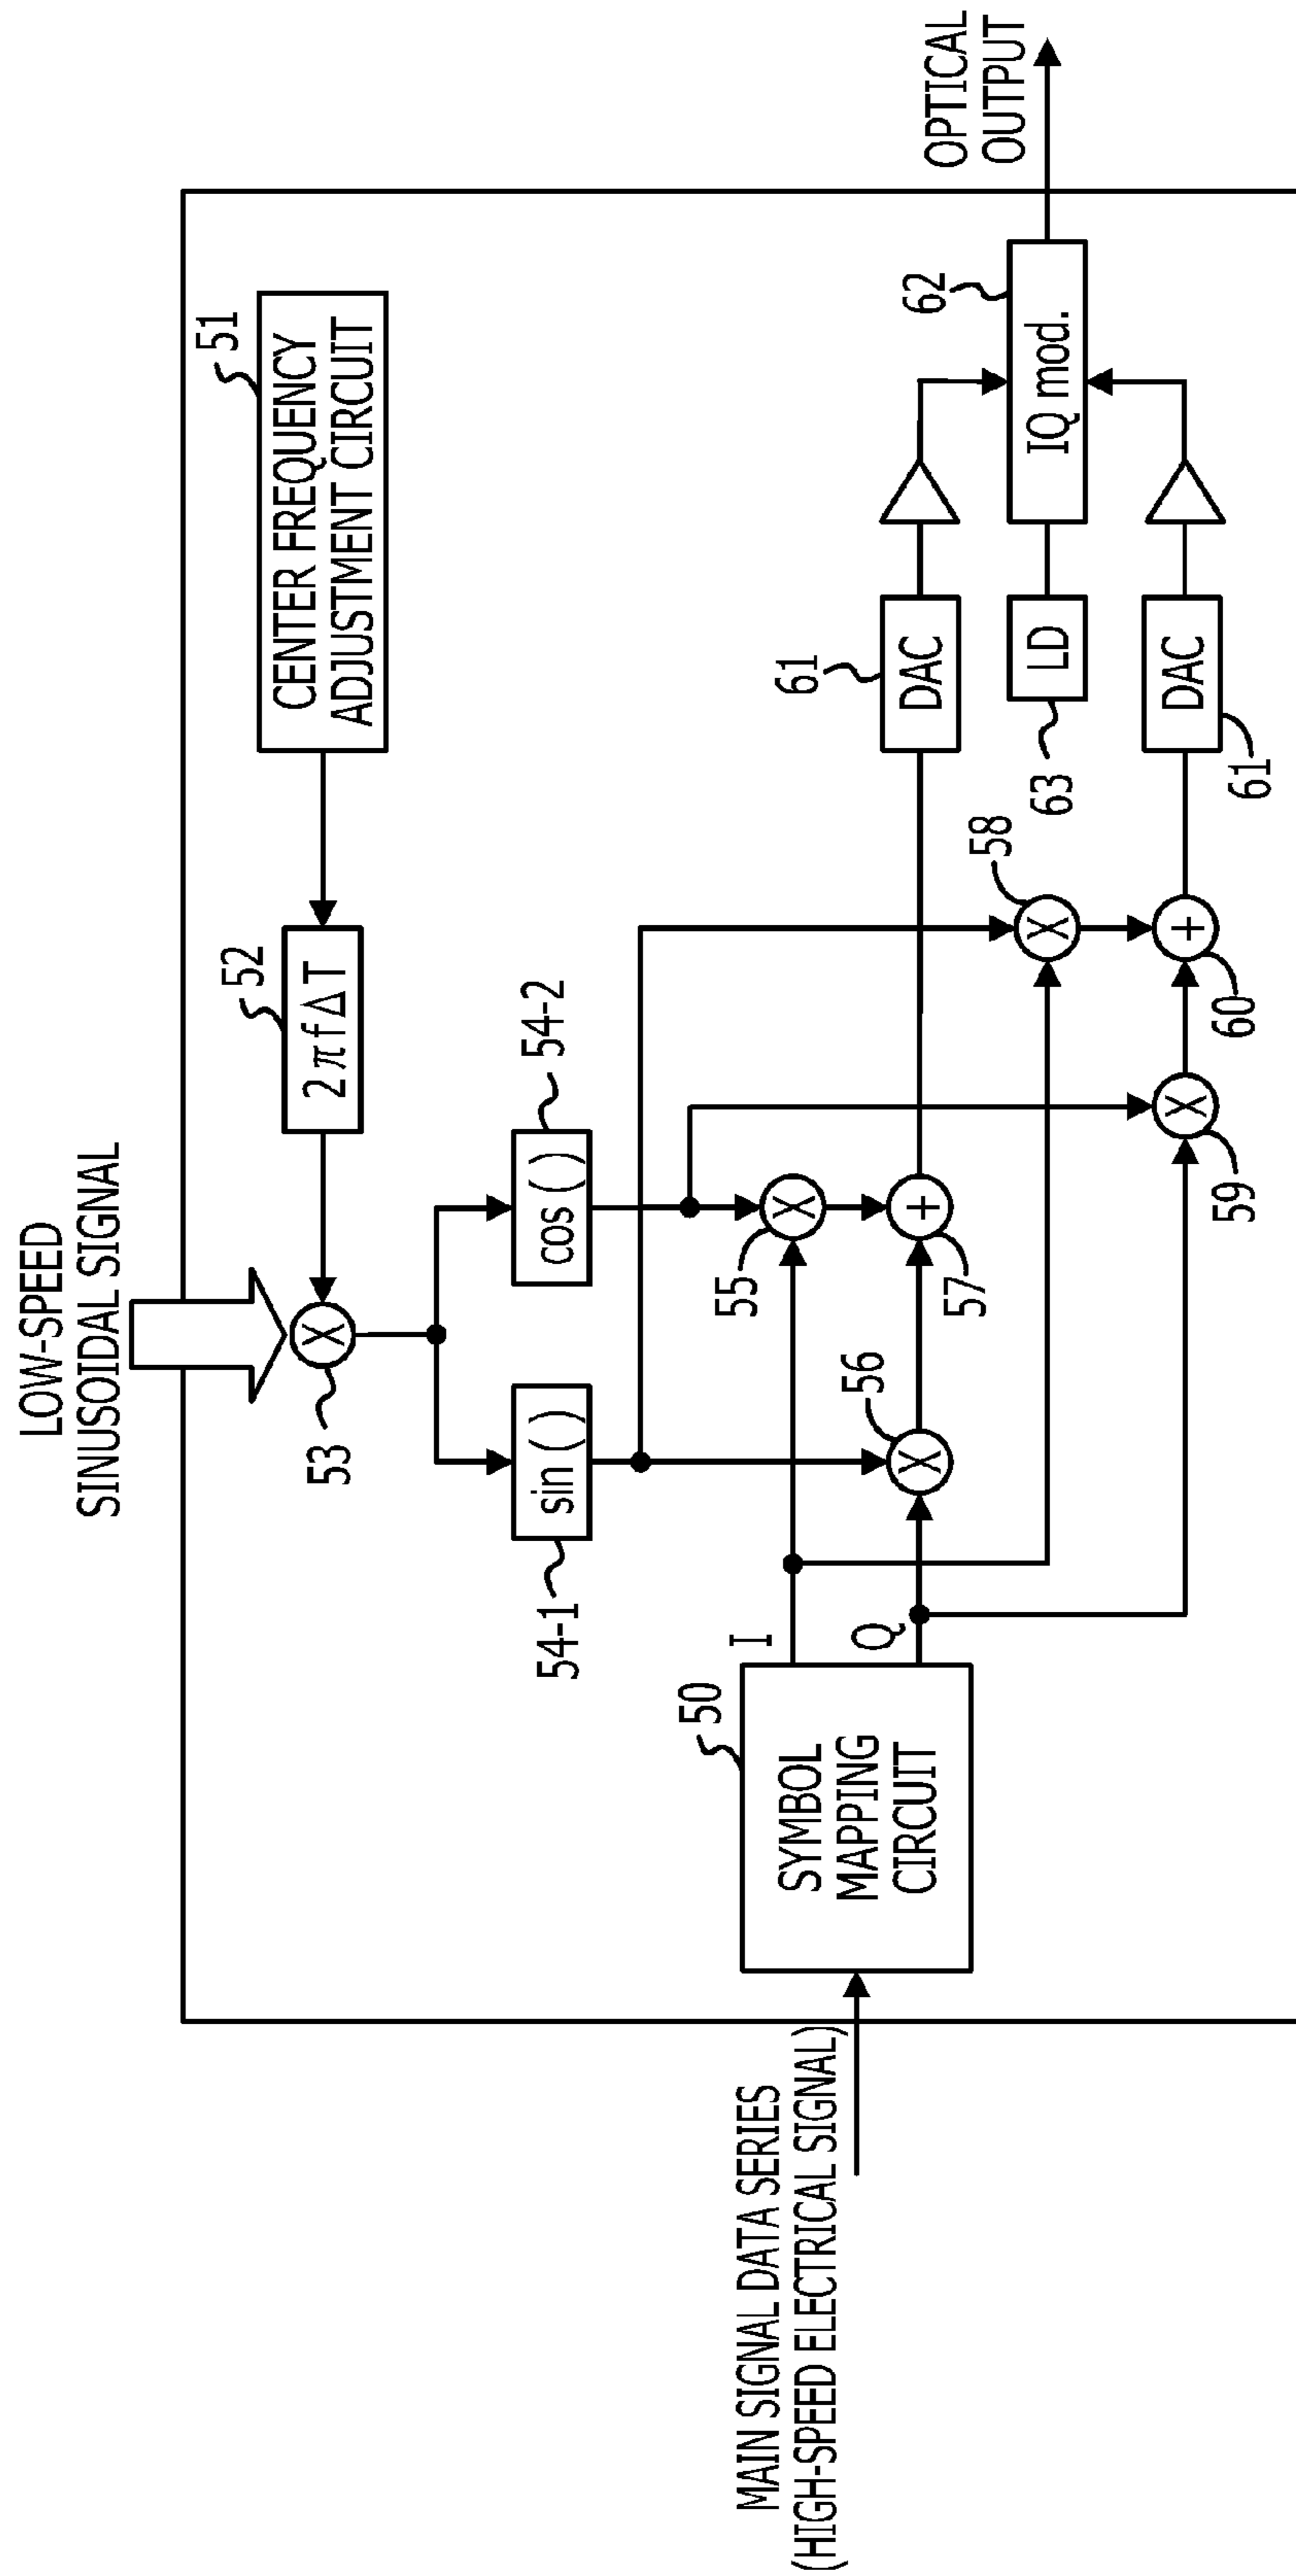 LOW-SPEED
SINUSOIDAL SIGNAL
51
CENTER FREQUENCY
ADJUSTMENT CIRCUIT
52
2πfΔT
53
54-1
sin ( )
54-2
cos ( )
MAIN SIGNAL DATA SERIES
(HIGH-SPEED ELECTRICAL SIGNAL)
50
SYMBOL
MAPPING
CIRCUIT
I
Q
55
56
57
58
59
60
61
DAC
63
LD
61
DAC
62
IQ mod.
OPTICAL
OUTPUT
X
X
X
X
X
+
+